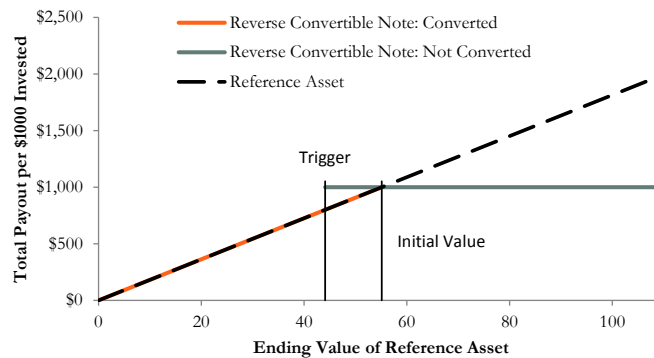 $2,500
Reverse Convertible Note: Converted
Reverse Convertible Note: Not Converted
Reference Asset
$2,000
$1,500
Trigger
$1,000
Initial Value
$500
$0
0 20 40 60 80 100
Total Payout per $1000 Invested
Ending Value of Reference Asset